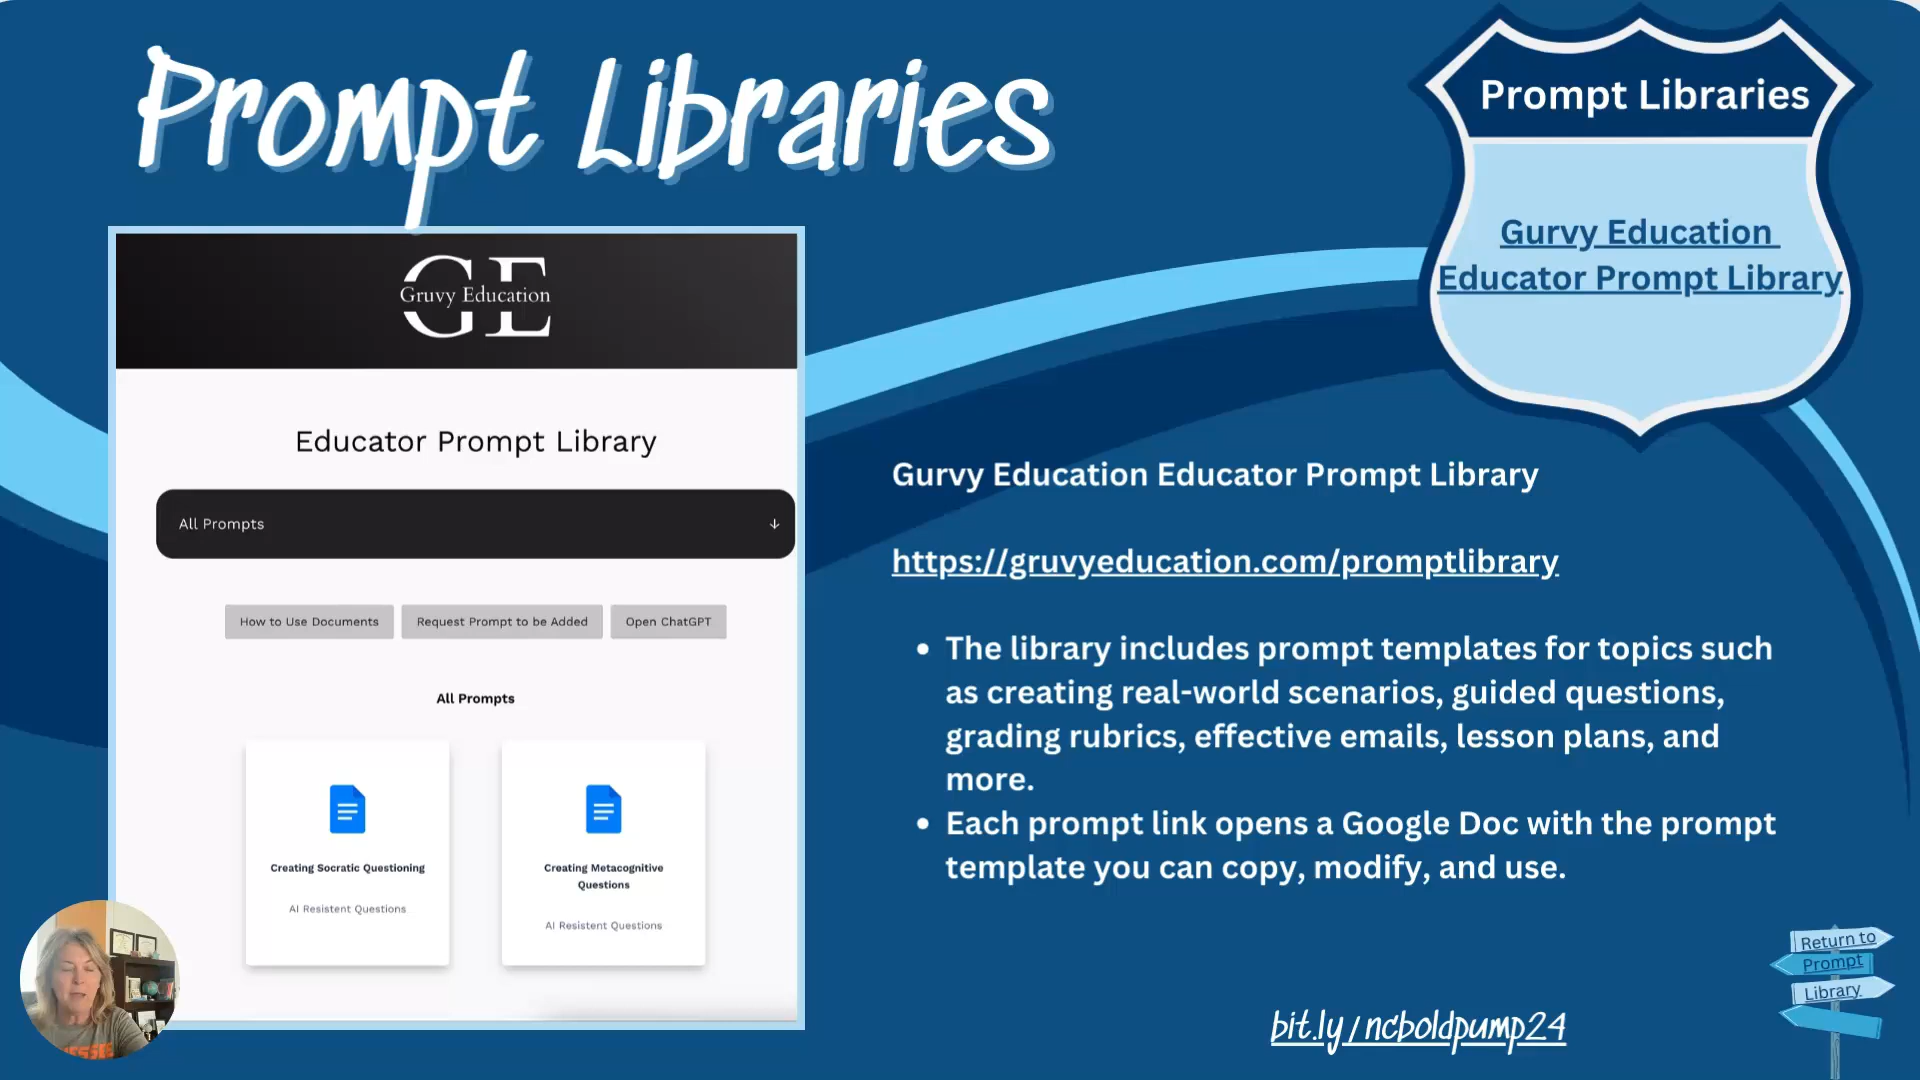 Prompt Libraries
Prompt Libraries
Gurvy Education
Educator Prompt Library
GE
Gruvy Education
Educator Prompt Library
All Prompts
How to Use Documents
Request Prompt to be Added
Open ChatGPT
All Prompts
Creating Socratic Questioning
AI Resistent Questions
Creating Metacognitive
Questions
AI Resistent Questions
Gurvy Education Educator Prompt Library
https://gruvyeducation.com/promptlibrary
• The library includes prompt templates for topics such
as creating real-world scenarios, guided questions,
grading rubrics, effective emails, lesson plans, and
more.
• Each prompt link opens a Google Doc with the prompt
template you can copy, modify, and use.
bit.ly/ncboldpump24
Return to
Prompt
Library